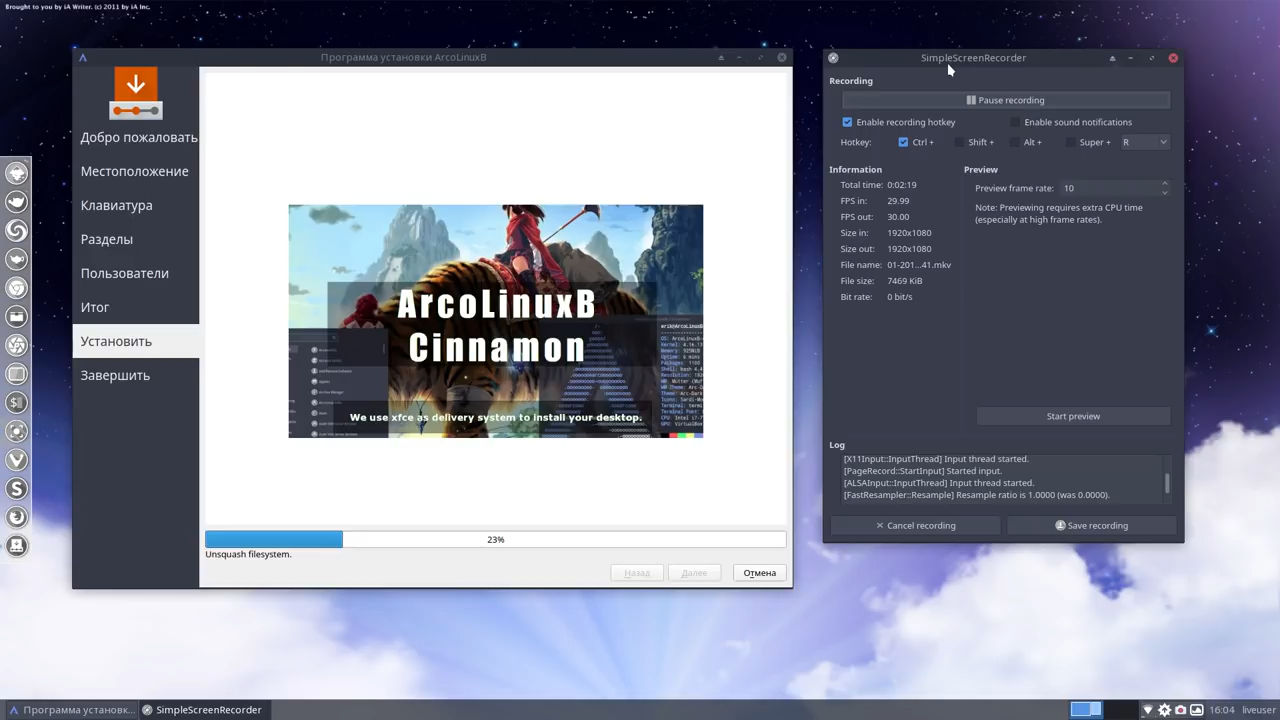 Brought to you by iA Writer. (c) 2011 by iA Inc.
Программа установки ArcoLinuxB
Добро пожаловать
Местоположение
Клавиатура
Разделы
Пользователи
Итог
Установить
Завершить
ArcoLinuxB
Cinnamon
We use xfce as delivery system to install your desktop.
23%
Unsquash filesystem.
Назад
Далее
Отмена
SimpleScreenRecorder
Recording
Pause recording
Enable recording hotkey
Enable sound notifications
Hotkey: Ctrl + Shift + Alt + Super + R
Information
Total time: 0:02:19
FPS in: 29.99
FPS out: 30.00
Size in: 1920x1080
Size out: 1920x1080
File name: 01-201...41.mkv
File size: 7469 KiB
Bit rate: 0 bit/s
Preview
Preview frame rate: 10
Note: Previewing requires extra CPU time
(especially at high frame rates).
Start preview
Log
[X11Input::InputThread] Input thread started.
[PageRecord::StartInput] Started input.
[ALSAInput::InputThread] Input thread started.
[FastResampler::Resample] Resample ratio is 1.0000 (was 0.0000).
Cancel recording
Save recording
Программа установк...
SimpleScreenRecorder
16:04
liveuser